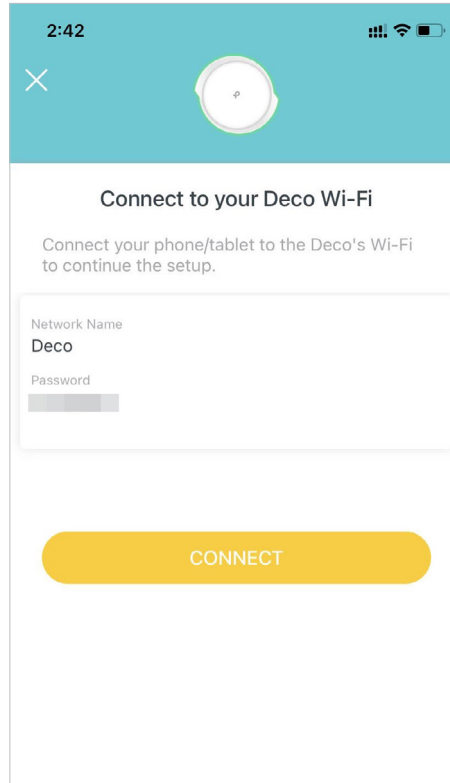 2:42
Connect to your Deco Wi-Fi
Connect your phone/tablet to the Deco's Wi-Fi
to continue the setup.
Network Name
Deco
Password
CONNECT